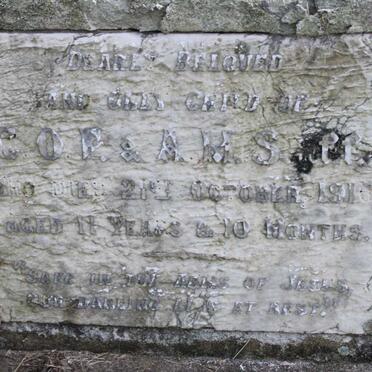 DEARLY BELOVED
AND ONLY CHILD OF
C. O. F. & A. M. S.
WHO DIED 21ST OCTOBER, 191
AGED 11 YEARS & 10 MONTHS.
"SAFE IN THE ARMS OF JESUS,
OUR DARLING AT REST."